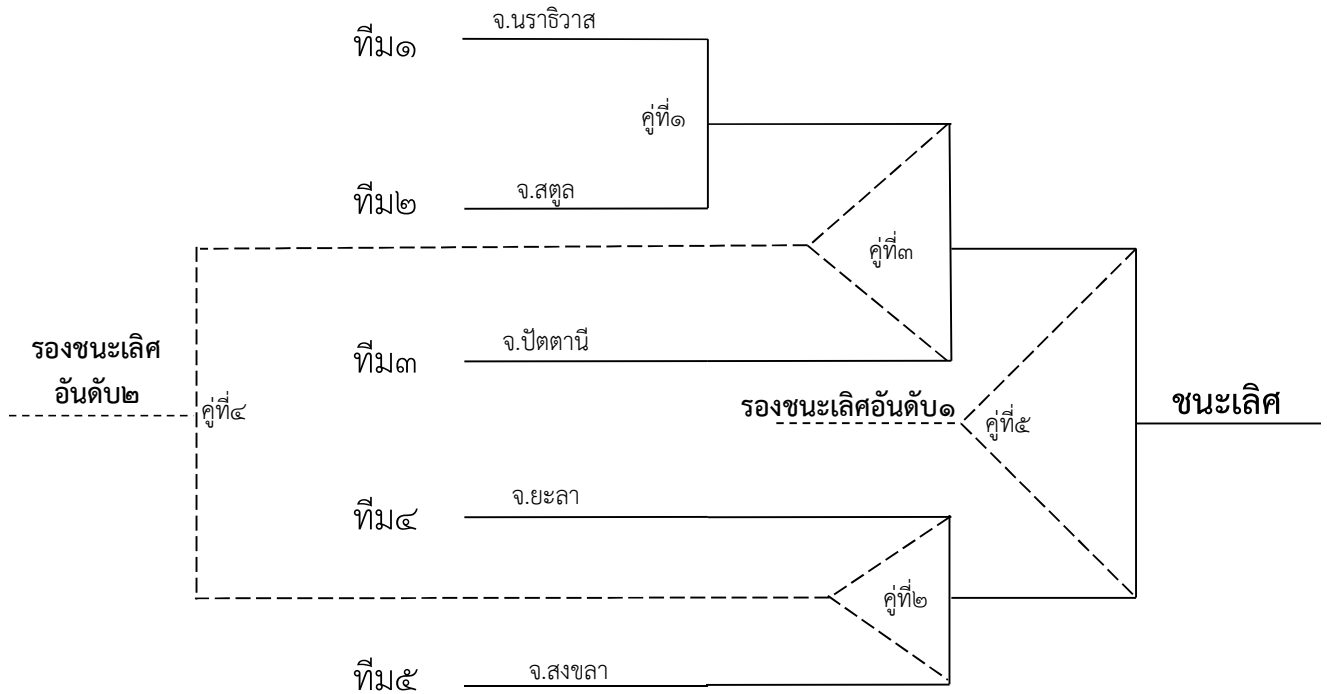 จ.นราธิวาส
ทีม๑
คู่ที่๑
จ.สตูล
ทีม๒
คู่ที่๓
จ.ปัตตานี
ทีม๓
รองชนะเลิศ
อันดับ๒
คู่ที่๔
รองชนะเลิศอันดับ๑
คู่ที่๕
ชนะเลิศ
จ.ยะลา
ทีม๔
คู่ที่๒
จ.สงขลา
ทีม๕